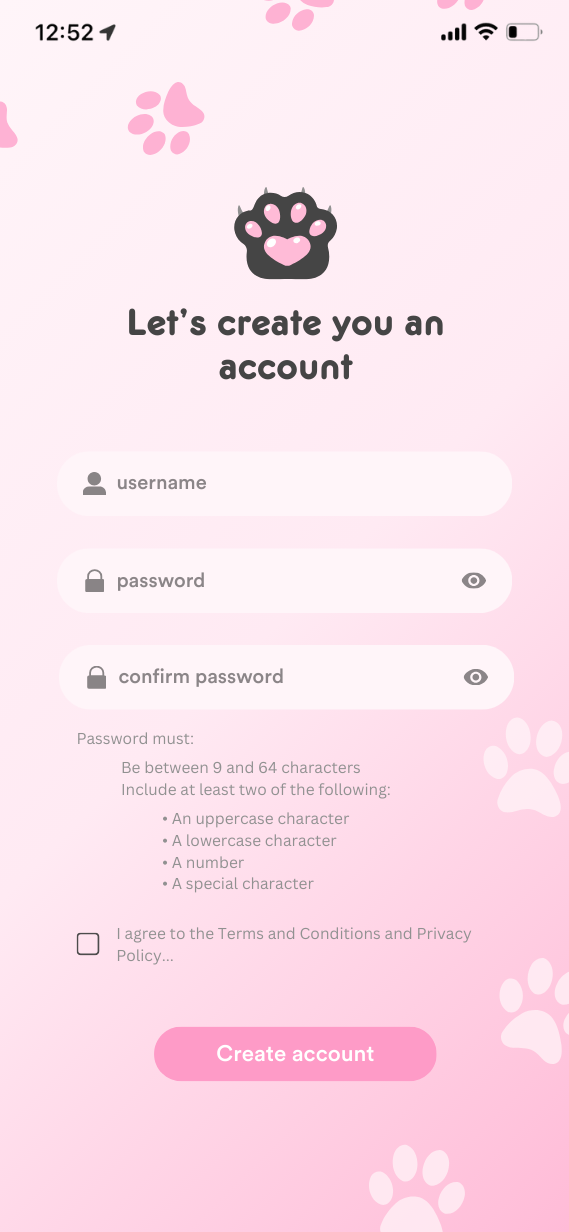 12:52
Let's create you an
account
username
password
confirm password
Password must:
Be between 9 and 64 characters
Include at least two of the following:
• An uppercase character
• A lowercase character
• A number
• A special character
I agree to the Terms and Conditions and Privacy
Policy...
Create account